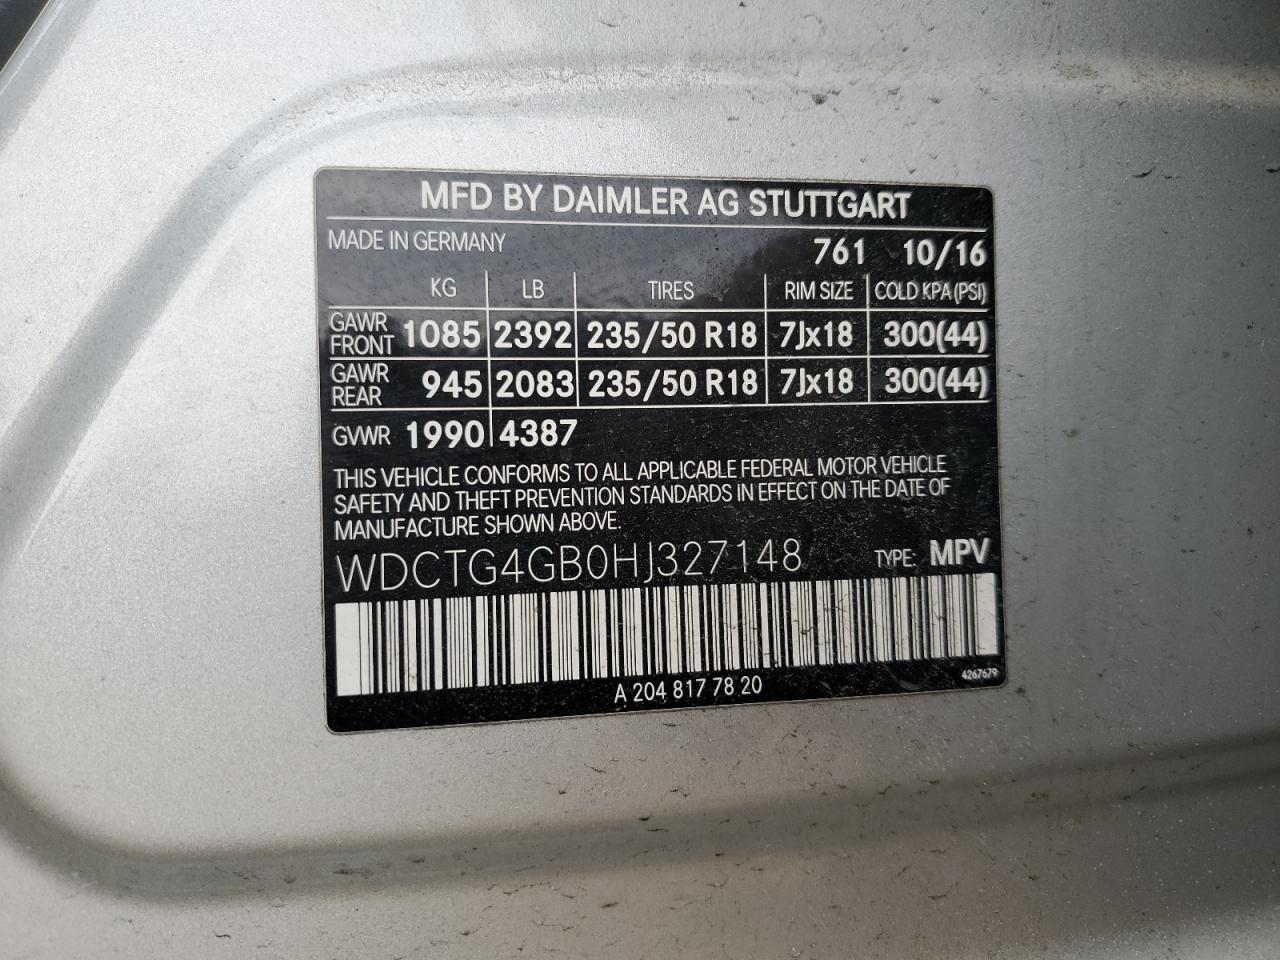 MFD BY DAIMLER AG STUTTGART
MADE IN GERMANY 761 10/16
KG LB TIRES RIM SIZE COLD KPA (PSI)
GAWR FRONT 1085 2392 235/50 R18 7Jx18 300(44)
GAWR REAR 945 2083 235/50 R18 7Jx18 300(44)
GVWR 1990 4387
THIS VEHICLE CONFORMS TO ALL APPLICABLE FEDERAL MOTOR VEHICLE
SAFETY AND THEFT PREVENTION STANDARDS IN EFFECT ON THE DATE OF
MANUFACTURE SHOWN ABOVE.
WDCTG4GB0HJ327148 TYPE: MPV
A 204 817 78 20 4267679